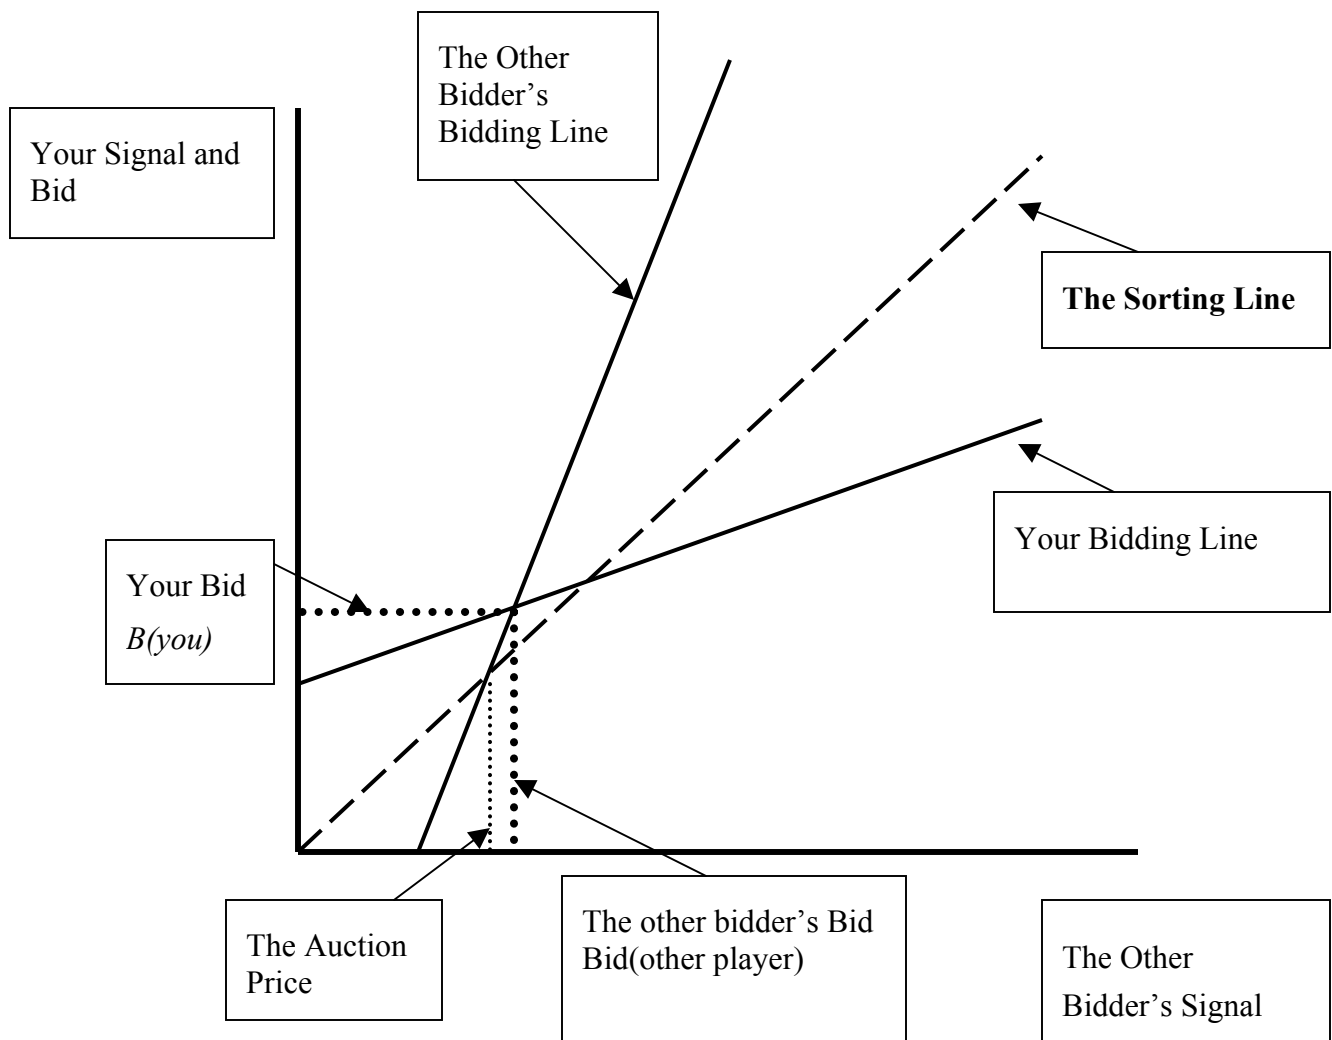 The Other
Bidder’s
Bidding Line
Your Signal and
Bid
The Sorting Line
Your Bidding Line
Your Bid
B(you)
The Auction
Price
The other bidder’s Bid
Bid(other player)
The Other
Bidder’s Signal